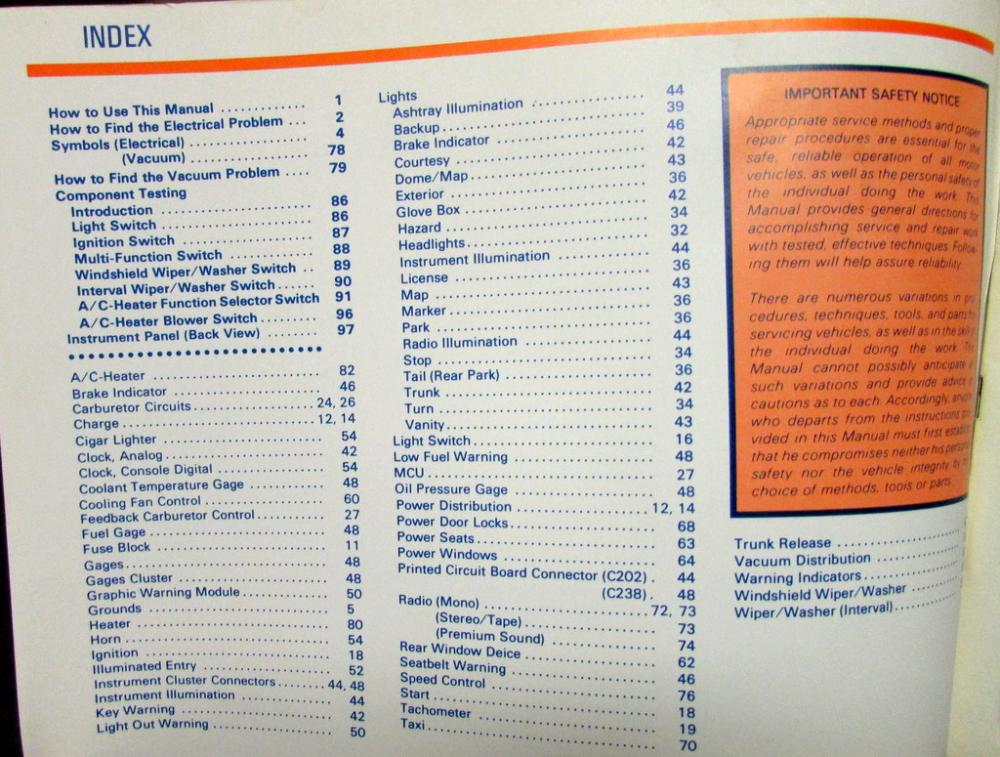 INDEX
How to Use This Manual ............ 1
How to Find the Electrical Problem ... 2
Symbols (Electrical) .................. 4
(Vacuum) .................. 78
How to Find the Vacuum Problem .... 79
Component Testing
Introduction ....................... 86
Light Switch ....................... 86
Ignition Switch .................... 87
Multi-Function Switch .............. 88
Windshield Wiper/Washer Switch .. 89
Interval Wiper/Washer Switch ...... 90
A/C-Heater Function Selector Switch 91
A/C-Heater Blower Switch ......... 96
Instrument Panel (Back View) ........ 97
A/C-Heater ........................ 82
Brake Indicator .................... 46
Carburetor Circuits .................. 24, 26
Charge ............................ 12, 14
Cigar Lighter ...................... 54
Clock, Analog ...................... 42
Clock, Console Digital .............. 54
Coolant Temperature Gage .......... 48
Cooling Fan Control ................ 60
Feedback Carburetor Control .......... 27
Fuel Gage .......................... 48
Fuse Block ......................... 11
Gages .............................. 48
Gages Cluster ...................... 48
Graphic Warning Module ............. 50
Grounds ............................ 5
Heater ............................. 80
Horn ............................... 54
Ignition ........................... 18
Illuminated Entry .................. 52
Instrument Cluster Connectors ........ 44, 48
Instrument Illumination ............ 44
Key Warning ........................ 42
Light Out Warning .................. 50
Lights
Ashtray Illumination ................ 44
Backup ............................. 39
Brake Indicator .................... 46
Courtesy ........................... 42
Dome/Map ........................... 43
Exterior ........................... 36
Glove Box .......................... 42
Hazard ............................. 34
Headlights ......................... 32
Instrument Illumination ............ 44
License ............................ 36
Map ................................ 43
Marker ............................. 36
Park ............................... 36
Radio Illumination ................. 44
Stop ............................... 34
Tail (Rear Park) ................... 36
Trunk .............................. 42
Turn ............................... 34
Vanity ............................. 43
Light Switch ....................... 16
Low Fuel Warning ................... 48
MCU ................................ 27
Oil Pressure Gage .................. 48
Power Distribution ................. 12, 14
Power Door Locks ................... 68
Power Seats ........................ 63
Power Windows ...................... 64
Printed Circuit Board Connector (C202) . 44
(C238) . 48
Radio (Mono) ....................... 72, 73
(Stereo/Tape) ...................... 73
(Premium Sound) .................... 74
Rear Window Deice .................. 62
Seatbelt Warning ................... 46
Speed Control ...................... 76
Start .............................. 18
Tachometer ......................... 19
Taxi ............................... 70
IMPORTANT SAFETY NOTICE
Appropriate service methods and proper
repair procedures are essential for the
safe, reliable operation of all motor
vehicles, as well as the personal safety of
the individual doing the work. This
Manual provides general directions for
accomplishing service and repair work
with tested, effective techniques. Follow-
ing them will help assure reliability.
There are numerous variations in pro-
cedures, techniques, tools, and parts for
servicing vehicles, as well as in the skill of
the individual doing the work. This
Manual cannot possibly anticipate
such variations and provide advice
cautions as to each. Accordingly,
who departs from the instructions
vided in this Manual must first
that he compromises neither his
safety nor the vehicle integrity by
choice of methods, tools or parts.
Trunk Release ..................
Vacuum Distribution ............
Warning Indicators .............
Windshield Wiper/Washer ........
Wiper/Washer (Interval) ........